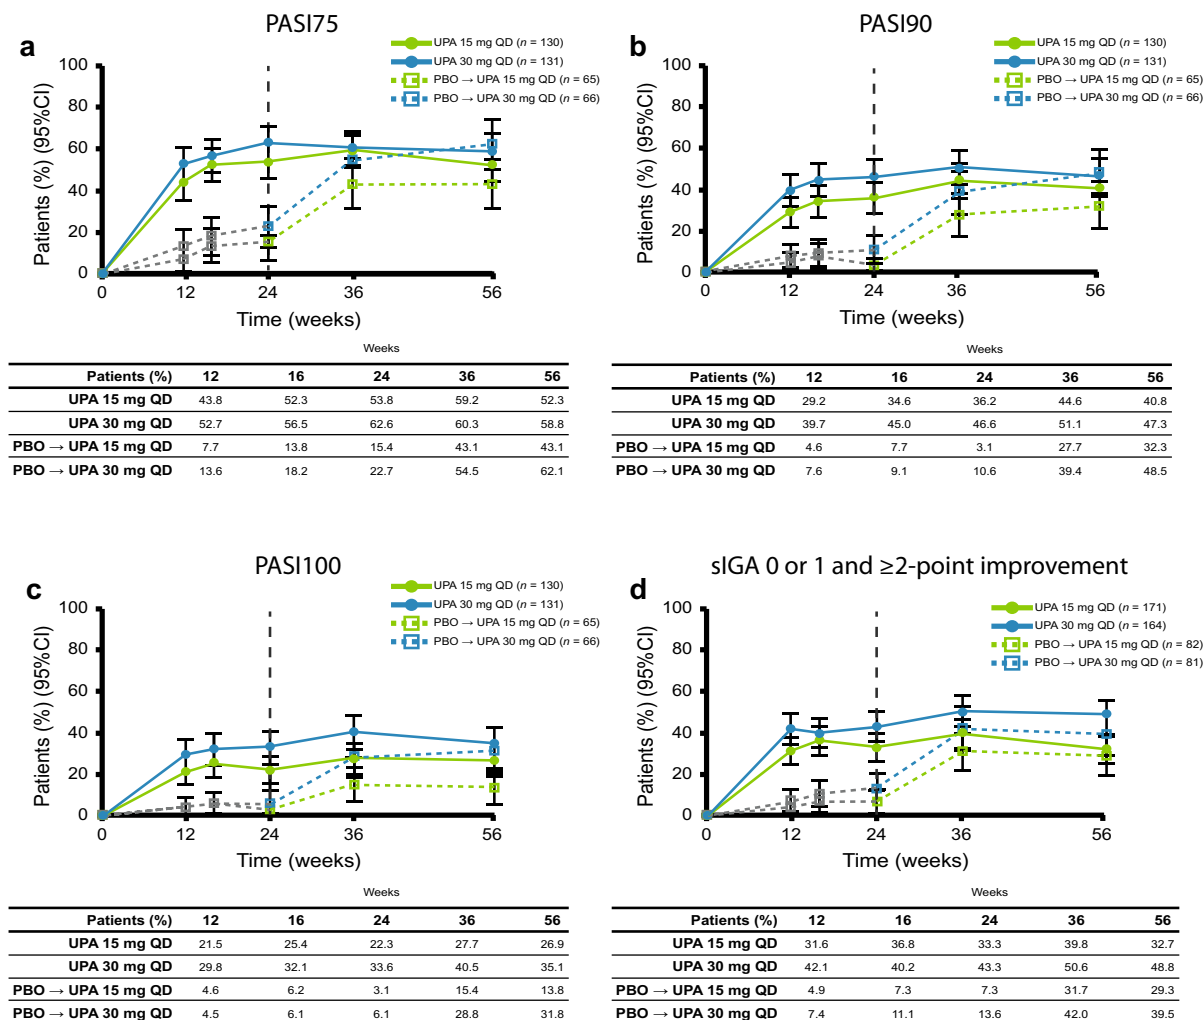 PASI75
a
UPA 15 mg QD (n = 130)
UPA 30 mg QD (n = 131)
PBO → UPA 15 mg QD (n = 65)
PBO → UPA 30 mg QD (n = 66)
Patients (%) (95%CI)
100
80
60
40
20
0
0 12 24 36 56
Time (weeks)
Weeks
Patients (%) 12 16 24 36 56
UPA 15 mg QD 43.8 52.3 53.8 59.2 52.3
UPA 30 mg QD 52.7 56.5 62.6 60.3 58.8
PBO → UPA 15 mg QD 7.7 13.8 15.4 43.1 43.1
PBO → UPA 30 mg QD 13.6 18.2 22.7 54.5 62.1
PASI90
b
UPA 15 mg QD (n = 130)
UPA 30 mg QD (n = 131)
PBO → UPA 15 mg QD (n = 65)
PBO → UPA 30 mg QD (n = 66)
Patients (%) (95%CI)
100
80
60
40
20
0
0 12 24 36 56
Time (weeks)
Weeks
Patients (%) 12 16 24 36 56
UPA 15 mg QD 29.2 34.6 36.2 44.6 40.8
UPA 30 mg QD 39.7 45.0 46.6 51.1 47.3
PBO → UPA 15 mg QD 4.6 7.7 3.1 27.7 32.3
PBO → UPA 30 mg QD 7.6 9.1 10.6 39.4 48.5
PASI100
c
UPA 15 mg QD (n = 130)
UPA 30 mg QD (n = 131)
PBO → UPA 15 mg QD (n = 65)
PBO → UPA 30 mg QD (n = 66)
Patients (%) (95%CI)
100
80
60
40
20
0
0 12 24 36 56
Time (weeks)
Weeks
Patients (%) 12 16 24 36 56
UPA 15 mg QD 21.5 25.4 22.3 27.7 26.9
UPA 30 mg QD 29.8 32.1 33.6 40.5 35.1
PBO → UPA 15 mg QD 4.6 6.2 3.1 15.4 13.8
PBO → UPA 30 mg QD 4.5 6.1 6.1 28.8 31.8
sIGA 0 or 1 and ≥2-point improvement
d
UPA 15 mg QD (n = 171)
UPA 30 mg QD (n = 164)
PBO → UPA 15 mg QD (n = 82)
PBO → UPA 30 mg QD (n = 81)
Patients (%) (95%CI)
100
80
60
40
20
0
0 12 24 36 56
Time (weeks)
Weeks
Patients (%) 12 16 24 36 56
UPA 15 mg QD 31.6 36.8 33.3 39.8 32.7
UPA 30 mg QD 42.1 40.2 43.3 50.6 48.8
PBO → UPA 15 mg QD 4.9 7.3 7.3 31.7 29.3
PBO → UPA 30 mg QD 7.4 11.1 13.6 42.0 39.5